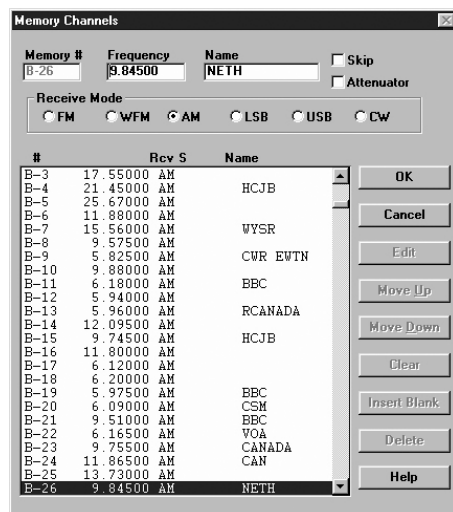 Memory Channels
Memory # Frequency Name
B-26 9.84500 NETH
Skip
Attenuator
Receive Mode
FM WFM AM LSB USB CW
# Rcv S Name
B-3 17.55000 AM
B-4 21.45000 AM HCJB
B-5 25.67000 AM
B-6 11.88000 AM
B-7 15.56000 AM WYSR
B-8 9.57500 AM
B-9 5.82500 AM CWR EWTN
B-10 9.88000 AM
B-11 6.18000 AM BBC
B-12 5.94000 AM
B-13 5.96000 AM RCANADA
B-14 12.09500 AM
B-15 9.74500 AM HCJB
B-16 11.80000 AM
B-17 6.12000 AM
B-18 6.20000 AM
B-19 5.97500 AM BBC
B-20 6.09000 AM CSM
B-21 9.51000 AM BBC
B-22 6.16500 AM VOA
B-23 9.75500 AM CANADA
B-24 11.86500 AM CAN
B-25 13.73000 AM
B-26 9.84500 AM NETH
OK
Cancel
Edit
Move Up
Move Down
Clear
Insert Blank
Delete
Help